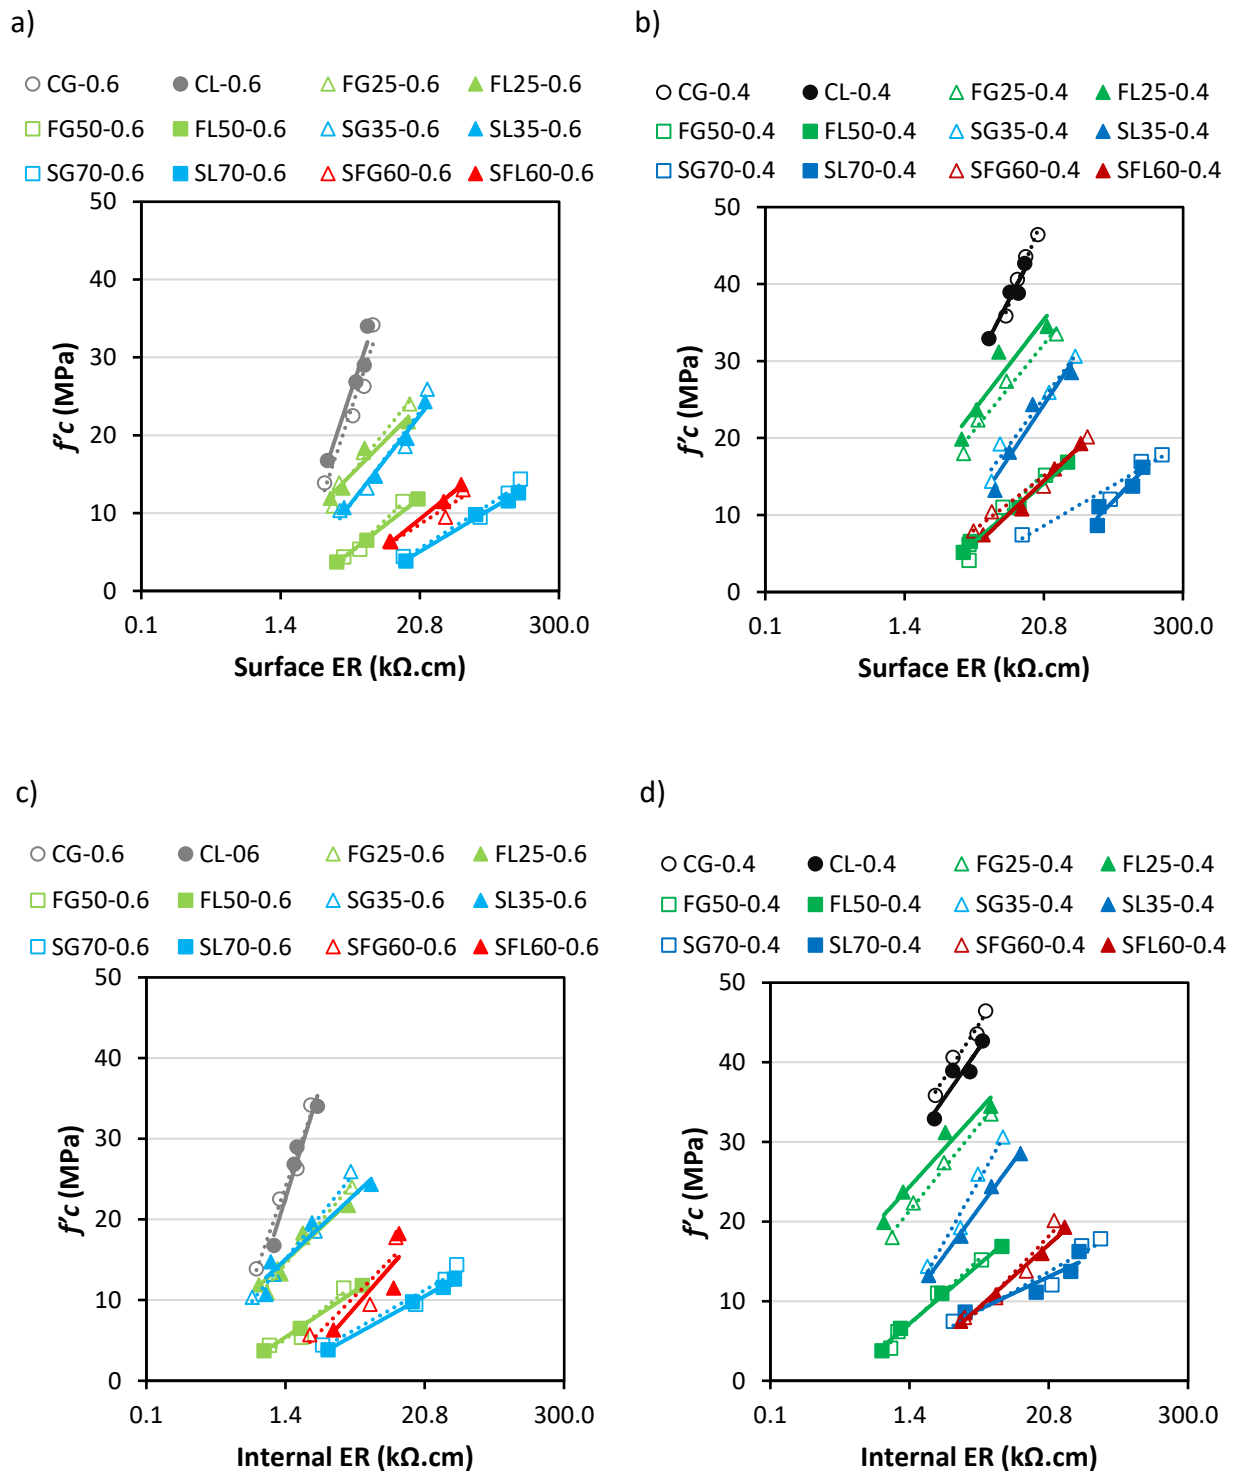 a)
CG-0.6 CL-0.6 FG25-0.6 FL25-0.6
FG50-0.6 FL50-0.6 SG35-0.6 SL35-0.6
SG70-0.6 SL70-0.6 SFG60-0.6 SFL60-0.6
50
40
30
20
10
0
f'c (MPa)
0.1 1.4 20.8 300.0
Surface ER (kΩ.cm)
b)
CG-0.4 CL-0.4 FG25-0.4 FL25-0.4
FG50-0.4 FL50-0.4 SG35-0.4 SL35-0.4
SG70-0.4 SL70-0.4 SFG60-0.4 SFL60-0.4
50
40
30
20
10
0
f'c (MPa)
0.1 1.4 20.8 300.0
Surface ER (kΩ.cm)
c)
CG-0.6 CL-06 FG25-0.6 FL25-0.6
FG50-0.6 FL50-0.6 SG35-0.6 SL35-0.6
SG70-0.6 SL70-0.6 SFG60-0.6 SFL60-0.6
50
40
30
20
10
0
f'c (MPa)
0.1 1.4 20.8 300.0
Internal ER (kΩ.cm)
d)
CG-0.4 CL-0.4 FG25-0.4 FL25-0.4
FG50-0.4 FL50-0.4 SG35-0.4 SL35-0.4
SG70-0.4 SL70-0.4 SFG60-0.4 SFL60-0.4
50
40
30
20
10
0
f'c (MPa)
0.1 1.4 20.8 300.0
Internal ER (kΩ.cm)